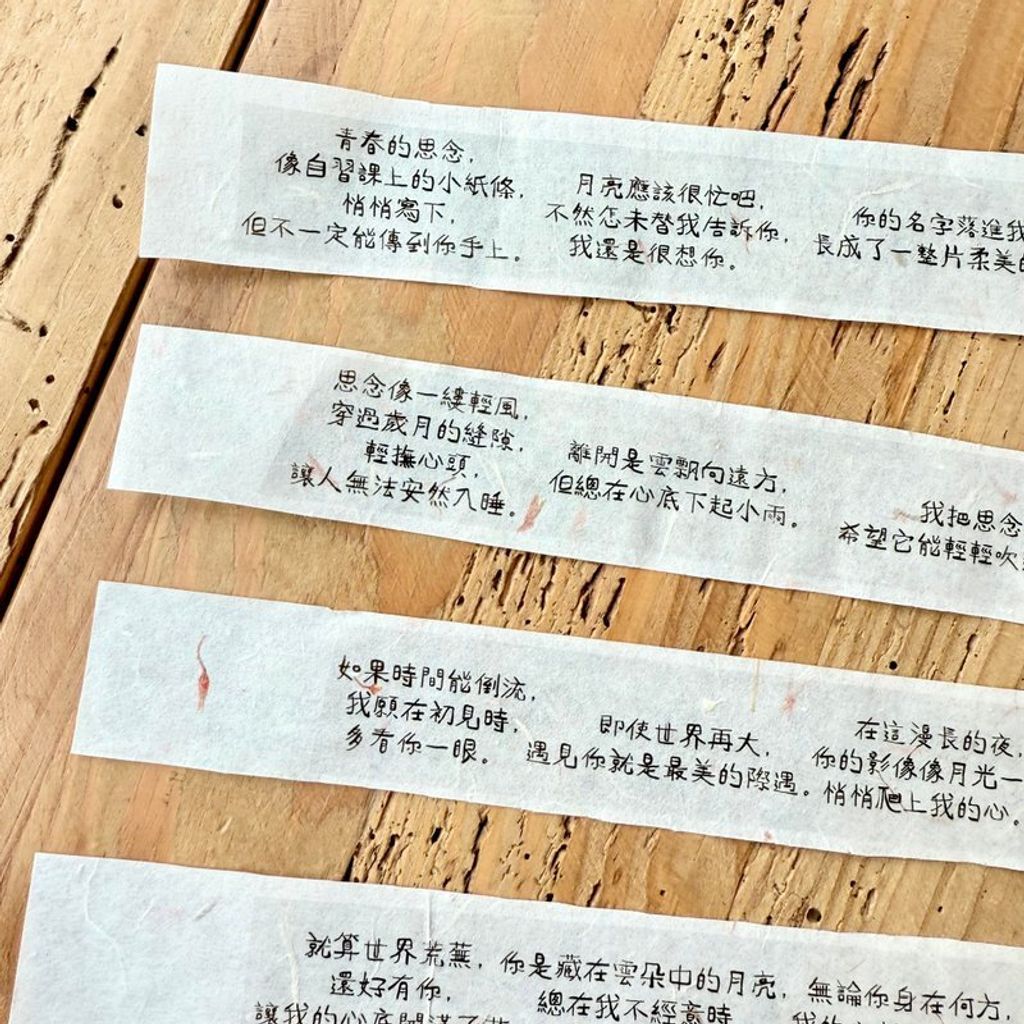 青春的思念，
像自習課上的小紙條，
悄悄寫下，
但不一定能傳到你手上。
月亮應該很忙吧，
不然怎未替我告訴你，
我還是很想你。
你的名字落進我
長成了一整片柔美的
思念像一縷輕風，
穿過歲月的縫隙，
輕撫心頭，
讓人無法安然入睡。
離開是雲飄向遠方，
但總在心底下起小雨。
我把思念
希望它能輕輕吹
如果時間能倒流，
我願在初見時，
多看你一眼。
即使世界再大，
遇見你就是最美的際遇。
在這漫長的夜，
你的影像像月光一
悄悄爬上我的心。
就算世界荒蕪，
還好有你，
讓我的心底開滿了
你是藏在雲朵中的月亮，
總在我不經意時
無論你身在何方，